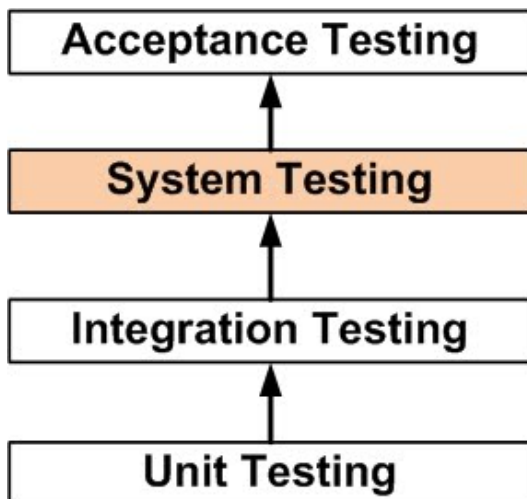 Acceptance Testing
System Testing
Integration Testing
Unit Testing